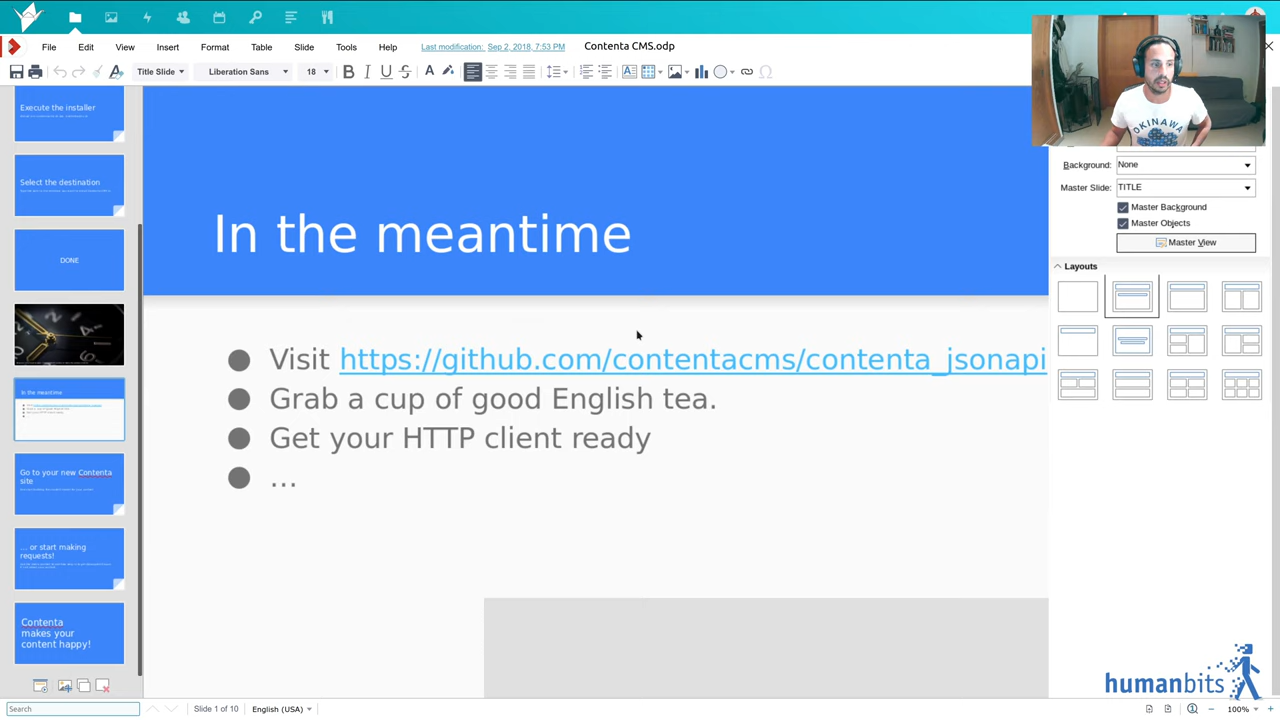 File Edit View Insert Format Table Slide Tools Help Last modification: Sep 2, 2018, 7:53 PM Contenta CMS.odp
Title Slide Liberation Sans 18
Execute the installer
Select the destination
DONE
In the meantime
Go to your new Contenta
site
... or start making
requests!
Contenta
makes your
content happy!
In the meantime
Visit https://github.com/contentacms/contenta_jsonapi
Grab a cup of good English tea.
Get your HTTP client ready
...
OKINAWA
Background: None
Master Slide: TITLE
Master Background
Master Objects
Master View
Layouts
humanbits
Search Slide 1 of 10 English (USA) 100%